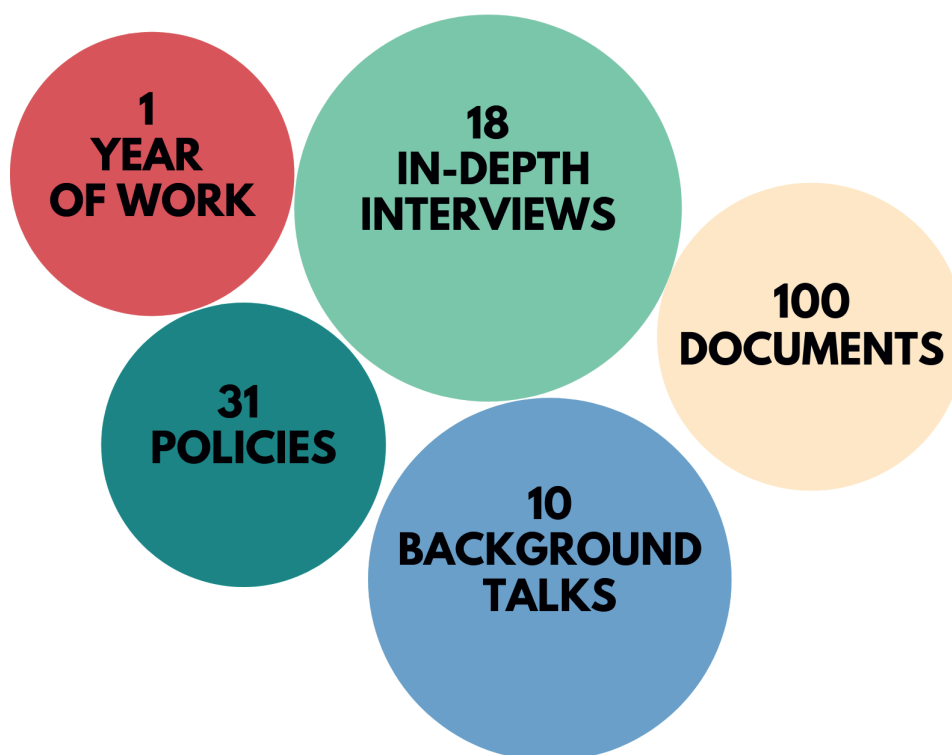 1
YEAR
OF WORK
18
IN-DEPTH
INTERVIEWS
100
DOCUMENTS
31
POLICIES
10
BACKGROUND
TALKS